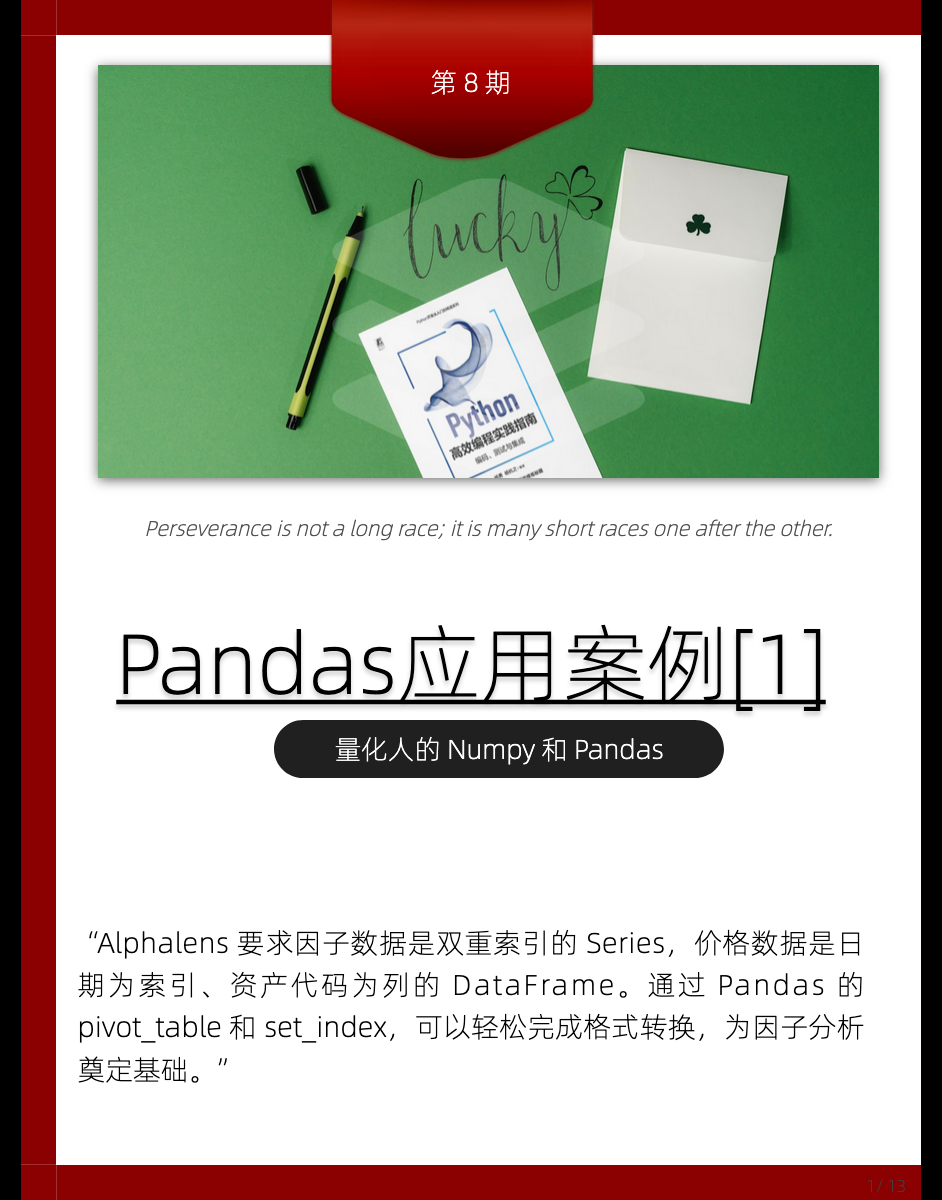 第 8 期
lucky
Python
高效编程实践指南
编码、测试与集成
Perseverance is not a long race; it is many short races one after the other.
Pandas应用案例[1]
量化人的 Numpy 和 Pandas
“Alphalens 要求因子数据是双重索引的 Series，价格数据是日
期为索引、资产代码为列的 DataFrame。通过 Pandas 的
pivot_table 和 set_index，可以轻松完成格式转换，为因子分析
奠定基础。”
1/ 13